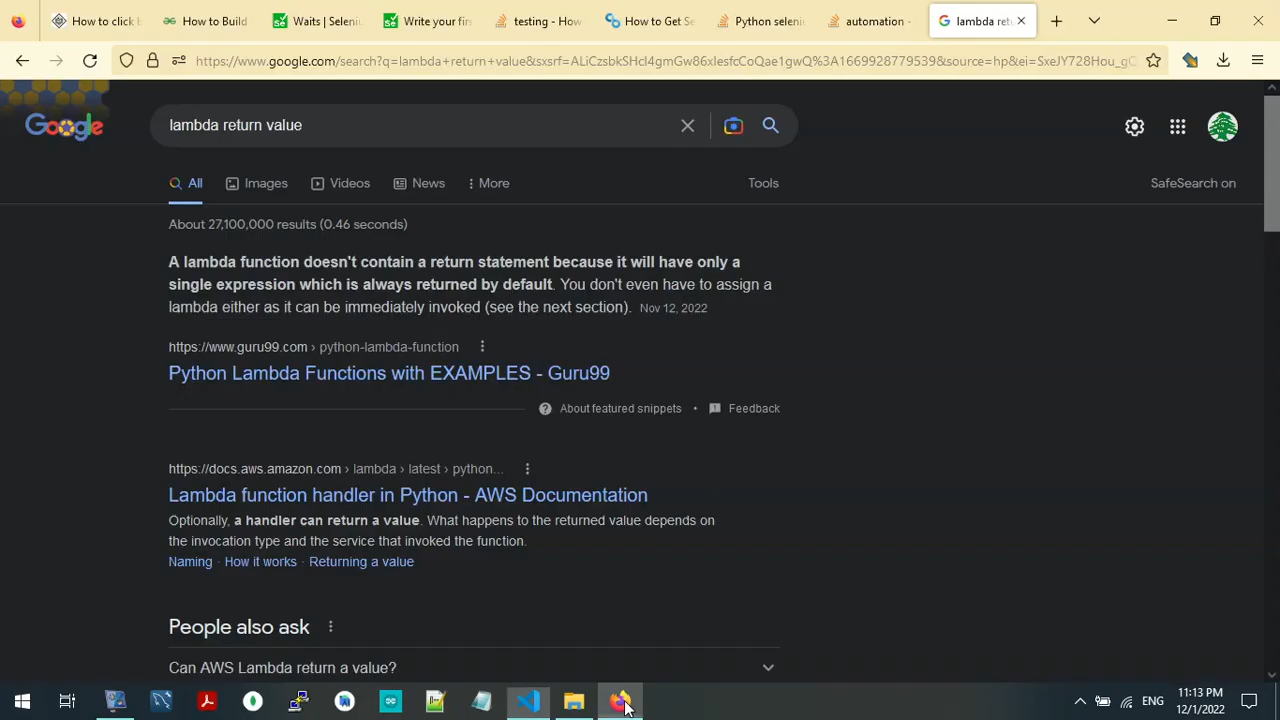 How to click b
How to Build
Waits | Seleniu
Write your firs
testing - How
How to Get Se
Python seleniu
automation -
lambda retu
https://www.google.com/search?q=lambda+return+value&sxsrf=ALiCzsbkSHcl4gmGw86xlesfcCoQae1gwQ%3A1669928779539&source=hp&ei=SxeJY728Hou_gQ
Google
lambda return value
All
Images
Videos
News
More
Tools
SafeSearch on
About 27,100,000 results (0.46 seconds)
A lambda function doesn't contain a return statement because it will have only a
single expression which is always returned by default. You don't even have to assign a
lambda either as it can be immediately invoked (see the next section). Nov 12, 2022
https://www.guru99.com › python-lambda-function
Python Lambda Functions with EXAMPLES - Guru99
About featured snippets • Feedback
https://docs.aws.amazon.com › lambda › latest › python...
Lambda function handler in Python - AWS Documentation
Optionally, a handler can return a value. What happens to the returned value depends on
the invocation type and the service that invoked the function.
Naming · How it works · Returning a value
People also ask
Can AWS Lambda return a value?
ENG
11:13 PM
12/1/2022